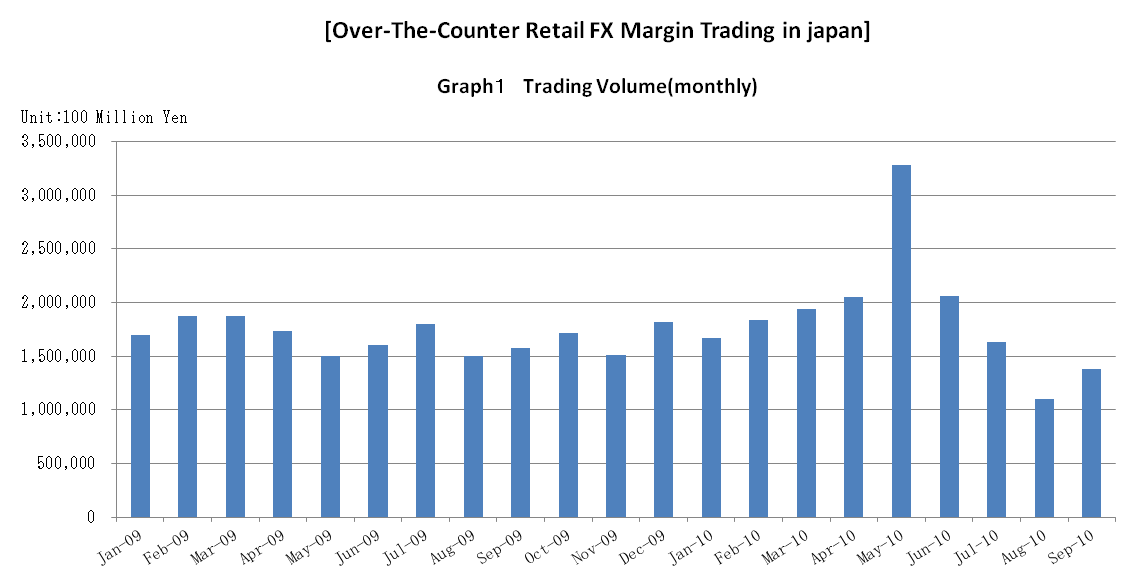 [Over-The-Counter Retail FX Margin Trading in japan]
Graph1 Trading Volume(monthly)
Unit:100 Million Yen
3,500,000
3,000,000
2,500,000
2,000,000
1,500,000
1,000,000
500,000
0
Jan-09 Feb-09 Mar-09 Apr-09 May-09 Jun-09 Jul-09 Aug-09 Sep-09 Oct-09 Nov-09 Dec-09 Jan-10 Feb-10 Mar-10 Apr-10 May-10 Jun-10 Jul-10 Aug-10 Sep-10